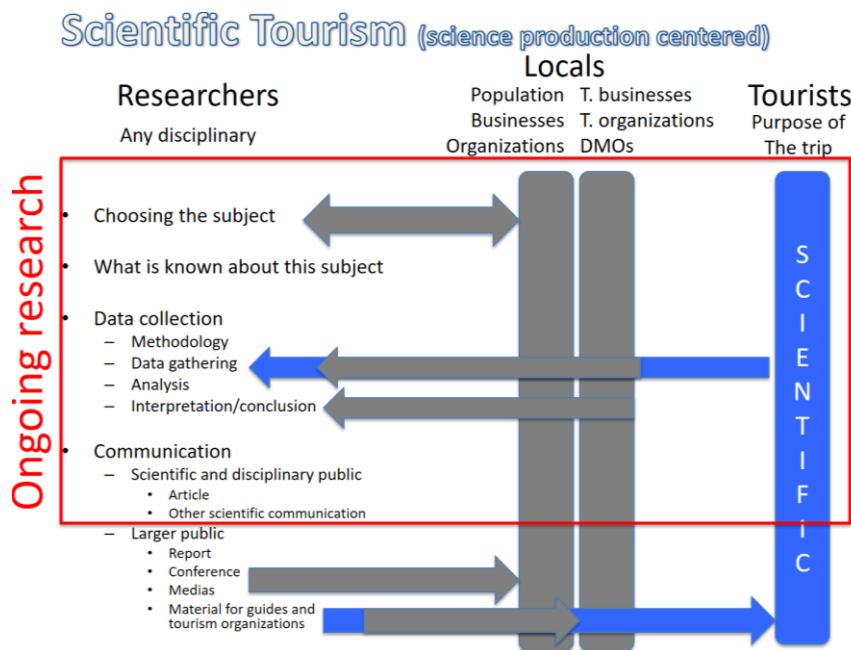 Scientific Tourism (science production centered)
Locals
Researchers
Population
T. businesses
Tourists
Any disciplinary
Businesses
T. organizations
Purpose of
Organizations
DMOs
The trip
Ongoing research
• Choosing the subject
• What is known about this subject
• Data collection
– Methodology
– Data gathering
– Analysis
– Interpretation/conclusion
• Communication
– Scientific and disciplinary public
• Article
• Other scientific communication
– Larger public
• Report
• Conference
• Medias
• Material for guides and
tourism organizations
SCIENTIFIC